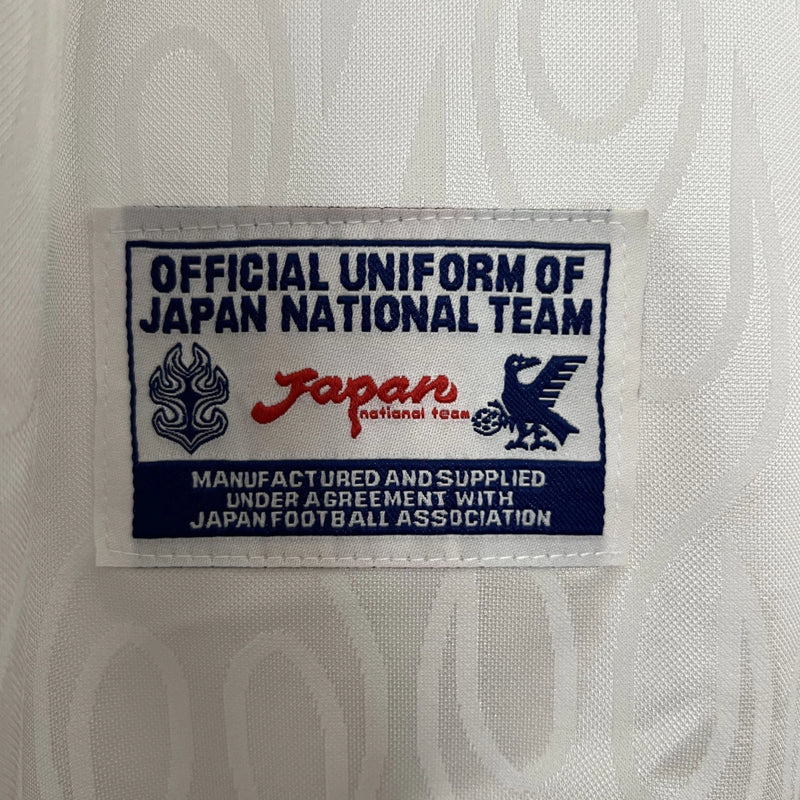 OFFICIAL UNIFORM OF
JAPAN NATIONAL TEAM
Japan
national team
MANUFACTURED AND SUPPLIED
UNDER AGREEMENT WITH
JAPAN FOOTBALL ASSOCIATION